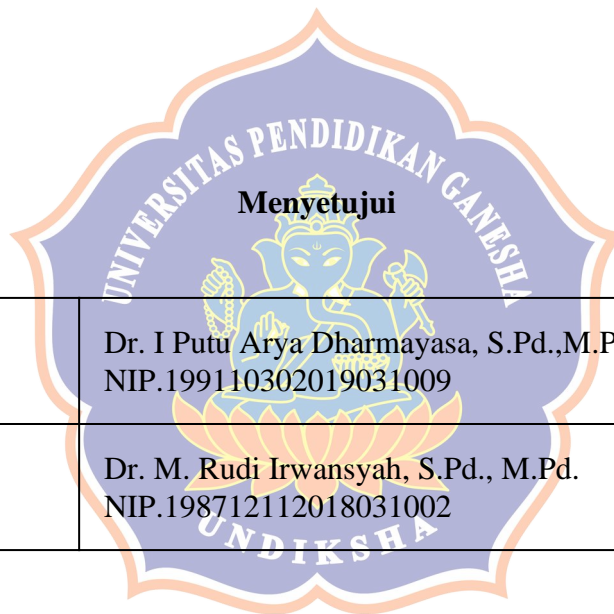 UNIVERSITAS PENDIDIKAN GANESHA
Menyetujui
Dr. I Putu Arya Dharmayasa, S.Pd.,M.P
NIP.199110302019031009
Dr. M. Rudi Irwansyah, S.Pd., M.Pd.
NIP.198712112018031002
UNDIKSHA